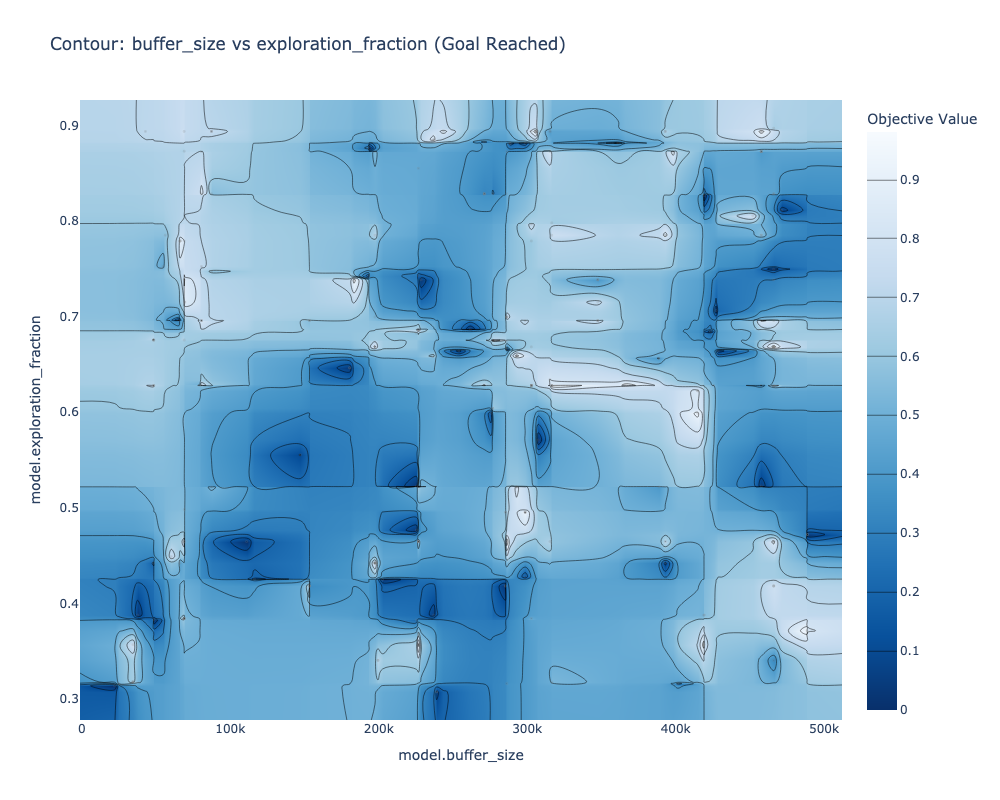 Contour: buffer_size vs exploration_fraction (Goal Reached)
Objective Value
0.9
0.8
0.7
0.6
0.5
0.4
0.3
0.2
0.1
0
model.exploration_fraction
0.9
0.8
0.7
0.6
0.5
0.4
0.3
0
100k
200k
300k
400k
500k
model.buffer_size